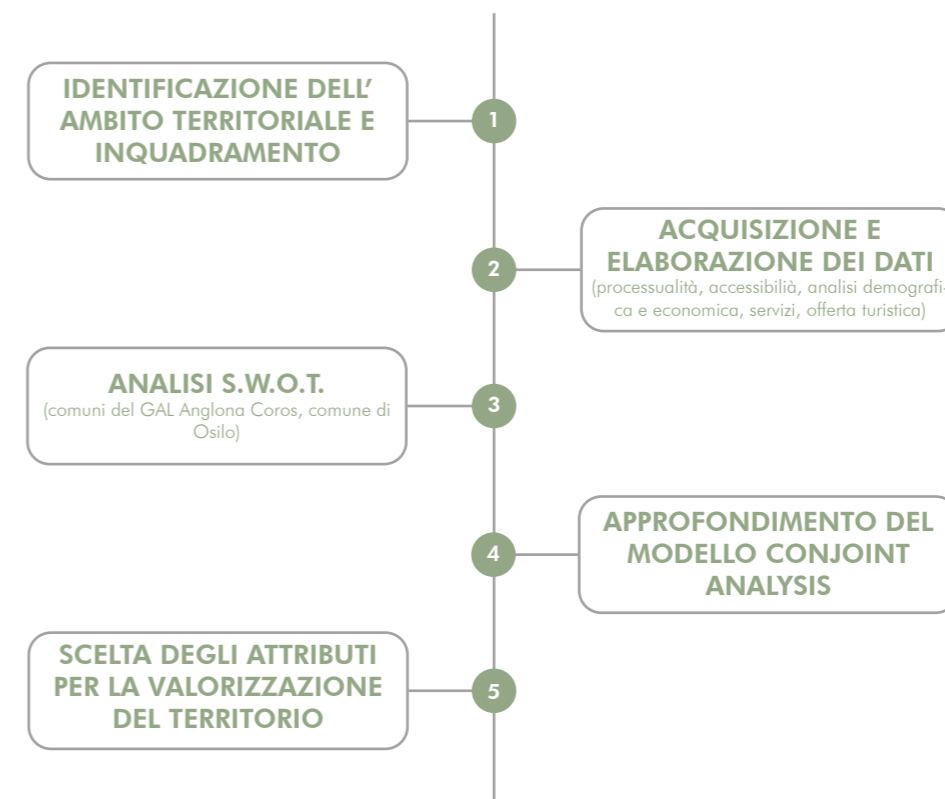 IDENTIFICAZIONE DELL'
AMBITO TERRITORIALE E
INQUADRAMENTO
1
2
ACQUISIZIONE E
ELABORAZIONE DEI DATI
(processualità, accessibilià, analisi demografi-
ca e economica, servizi, offerta turistica)
ANALISI S.W.O.T.
(comuni del GAL Anglona Coros, comune di
Osilo)
3
4
APPROFONDIMENTO DEL
MODELLO CONJOINT
ANALYSIS
SCELTA DEGLI ATTRIBUTI
PER LA VALORIZZAZIONE
DEL TERRITORIO
5